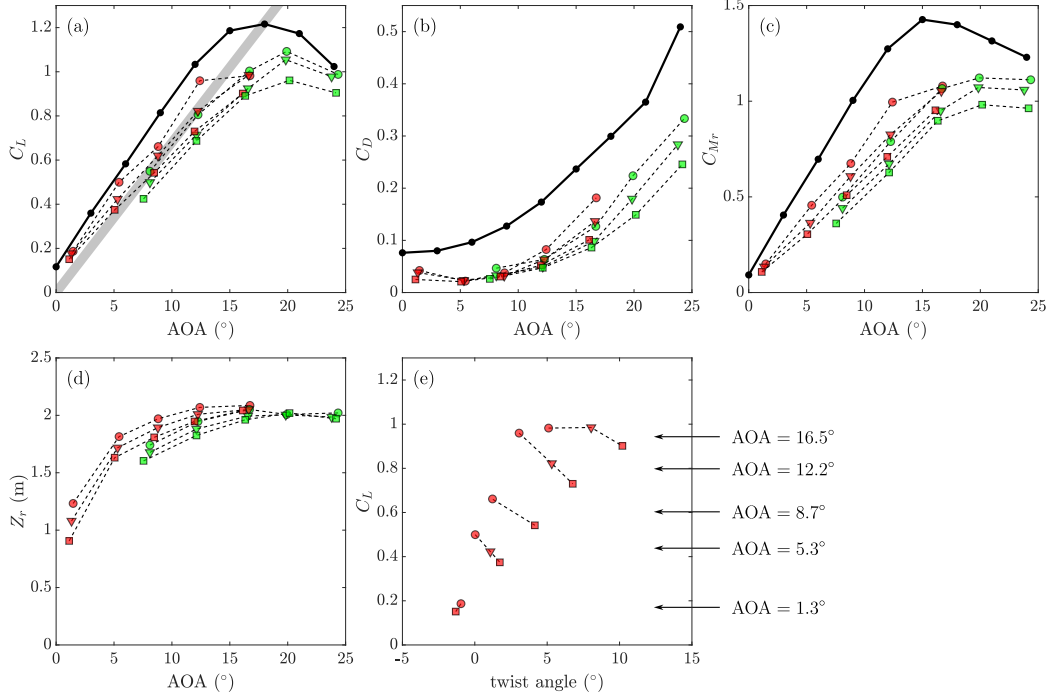 (a)
1.2
1
0.8
0.6
0.4
0.2
0
C_L
0
5
10
15
20
25
AOA (°)
(b)
0.5
0.4
0.3
0.2
0.1
0
C_D
0
5
10
15
20
25
AOA (°)
(c)
1.5
1
0.5
0
C_{Mr}
0
5
10
15
20
25
AOA (°)
(d)
2.5
2
1.5
1
0.5
0
Z_r (m)
0
5
10
15
20
25
AOA (°)
(e)
1.2
1
0.8
0.6
0.4
0.2
0
C_L
-5
0
5
10
15
twist angle (°)
AOA = 16.5°
AOA = 12.2°
AOA = 8.7°
AOA = 5.3°
AOA = 1.3°